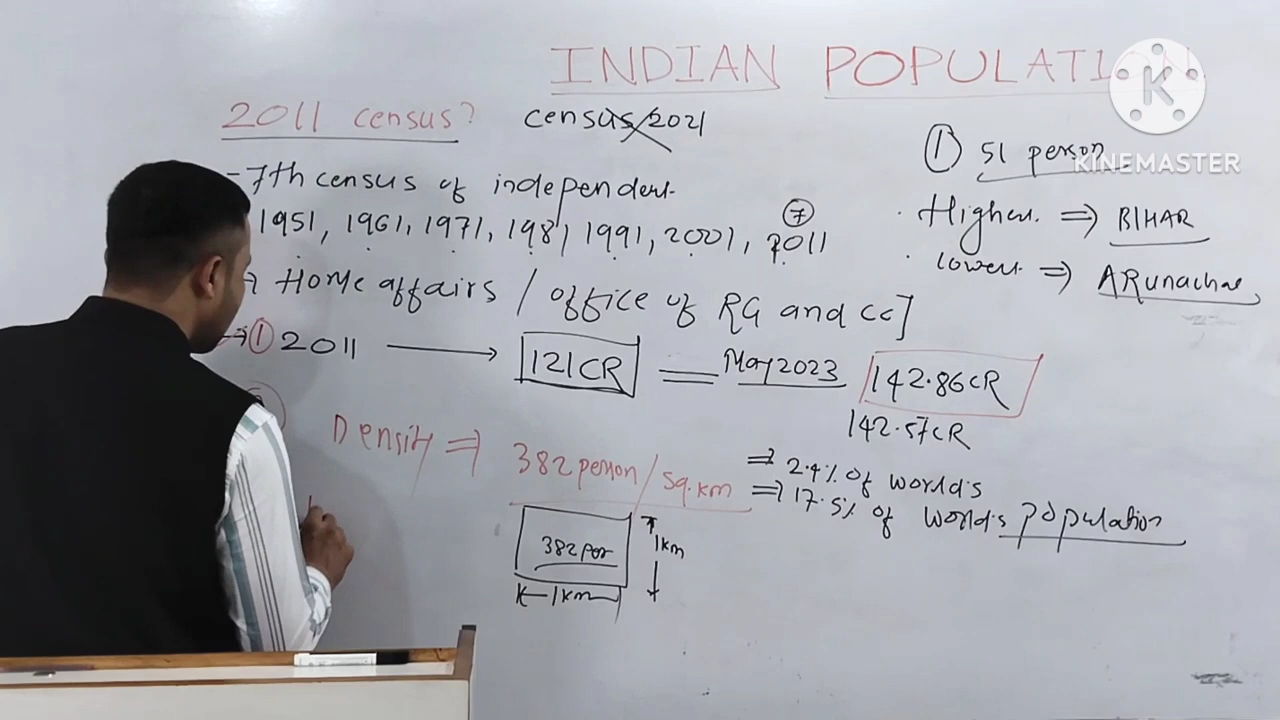 INDIAN POPULATI
2011 census?
census 2021
- 7th census of independent
1951, 1961, 1971, 1981, 1991, 2001, 2011
7
Home affairs / office of RG and CC]
→ 1 2011 → 121CR = May 2023 142.86CR
142.57CR
Density ⇒ 382 person/sq.km
⇒ 2.4% of world's
⇒ 17.5% of world's population
382 per
1km
1km
1 51 person
. Highest. ⇒ BIHAR
. lowest. ⇒ ARunachal
K
KINEMASTER